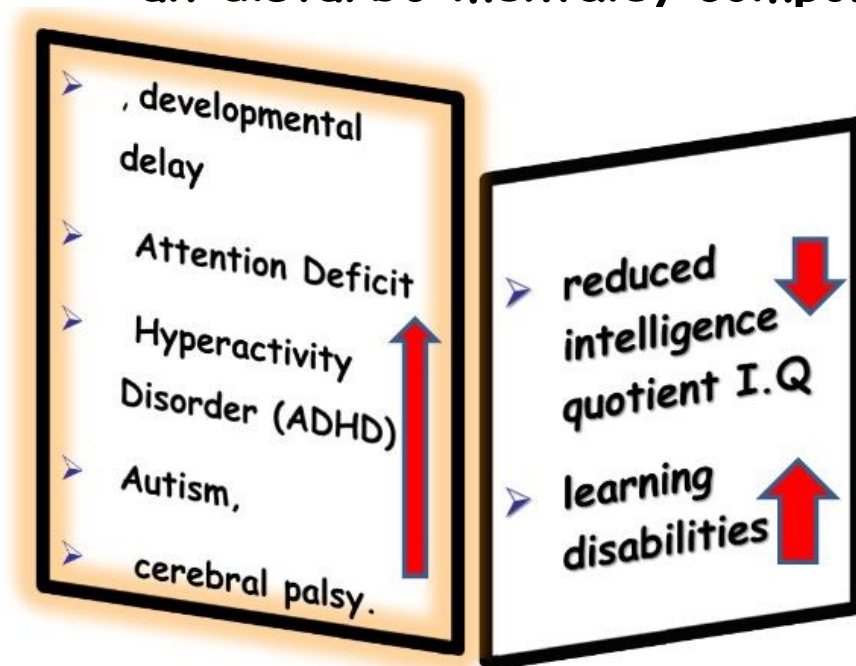 , developmental
delay
Attention Deficit
Hyperactivity
Disorder (ADHD)
Autism,
cerebral palsy.
reduced
intelligence
quotient I.Q
learning
disabilities